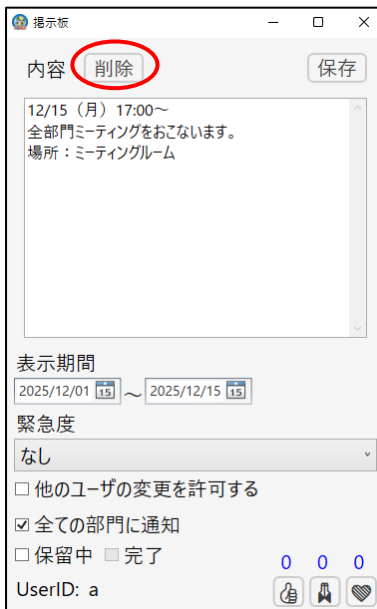 掲示板
内容 削除 保存
12/15（月）17:00～
全部門ミーティングをおこないます。
場所：ミーティングルーム
表示期間
2025/12/01 15 ～ 2025/12/15 15
緊急度
なし
他のユーザの変更を許可する
全ての部門に通知
保留中 完了
0 0 0
UserID: a